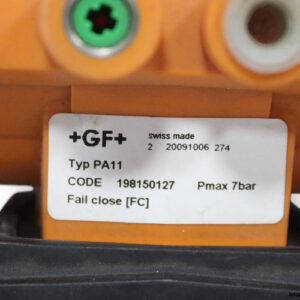 +GF+
swiss made
2 20091006 274
Typ PA11
CODE 198150127 Pmax 7bar
Fail close [FC]